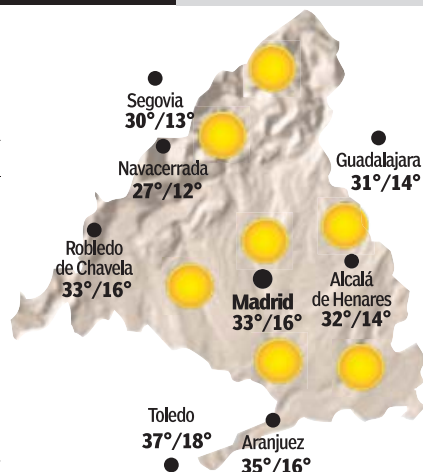 Segovia
30°/13°
Navacerrada
27°/12°
Guadalajara
31°/14°
Robledo
de Chavela
33°/16°
Madrid
33°/16°
Alcalá
de Henares
32°/14°
Toledo
37°/18°
Aranjuez
35°/16°